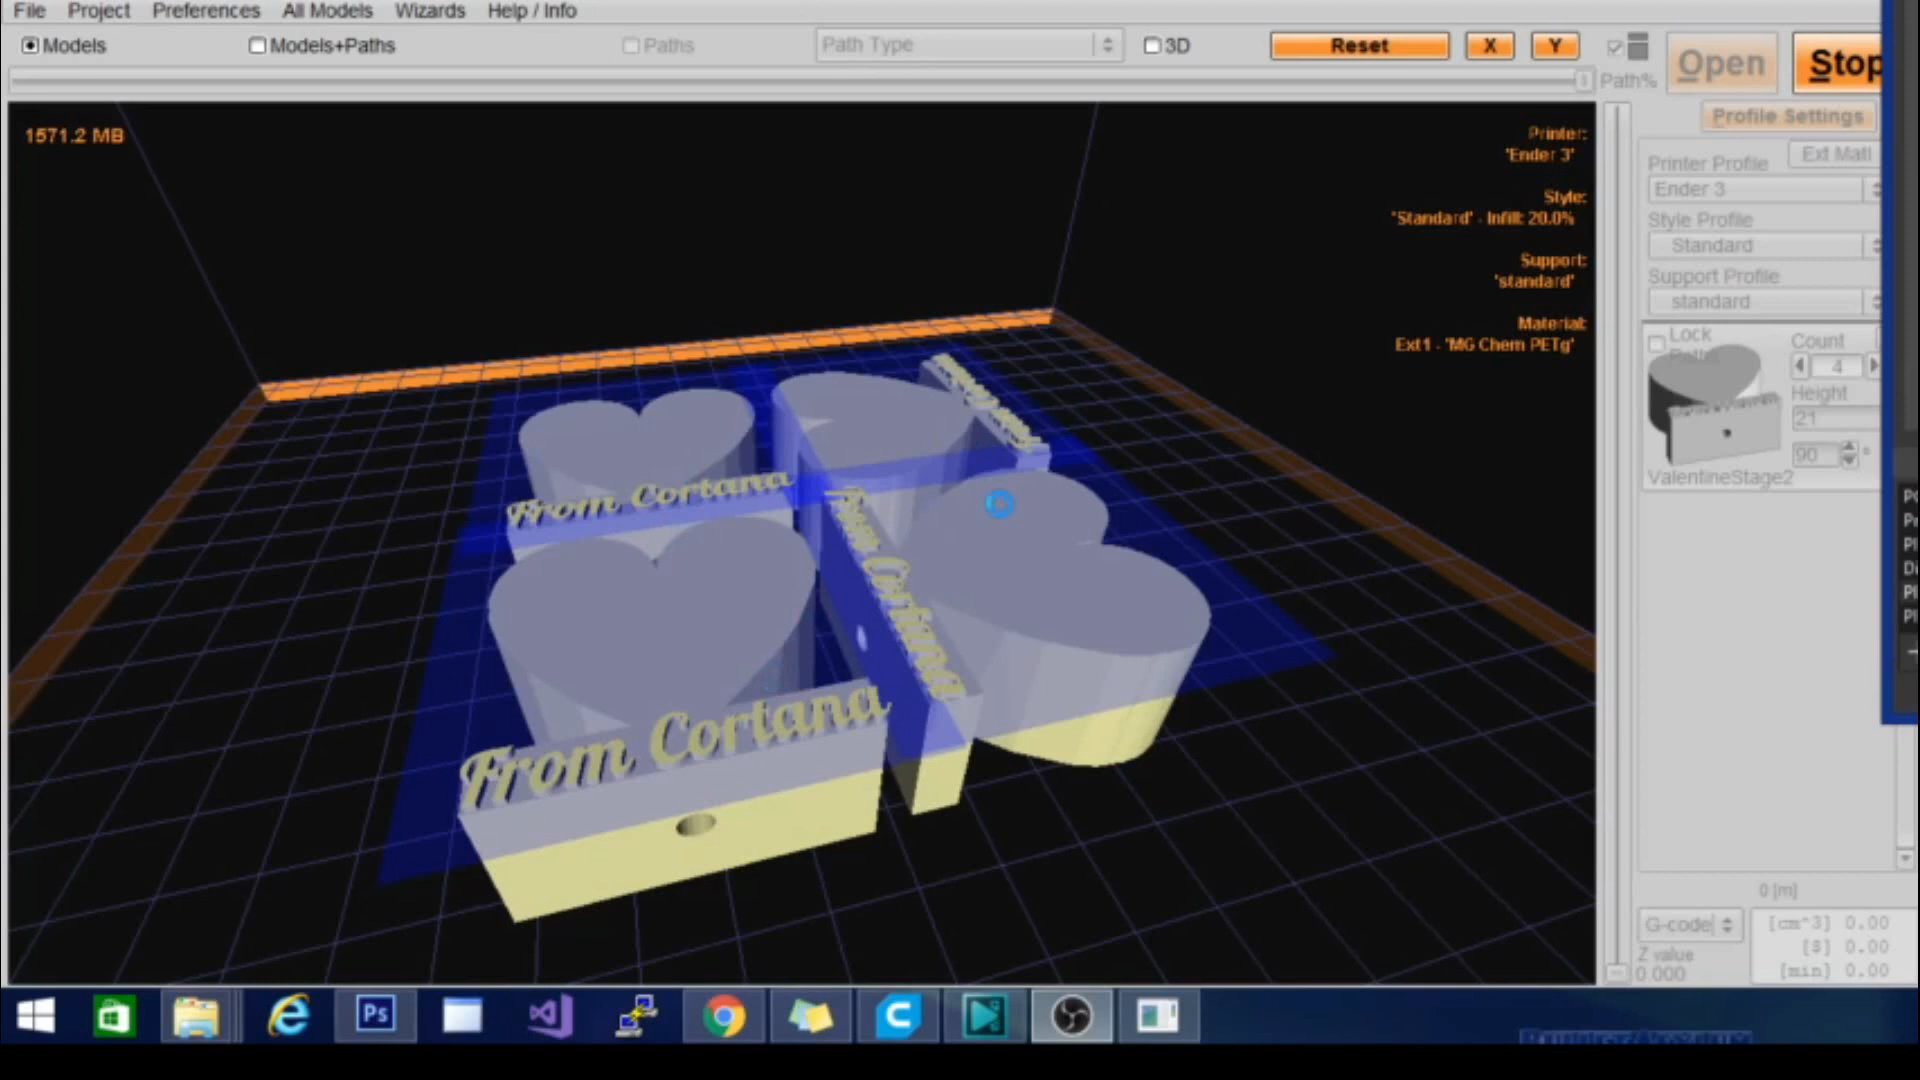 File Project Preferences All Models Wizards Help / Info
Models Models+Paths Paths Path Type 3D Reset X Y Open Stop
Path%
Profile Settings
1571.2 MB
Printer:
'Ender 3'
Style:
'Standard' - Infill: 20.0%
Support:
'standard'
Material:
Ext1 - 'MG Chem PETg'
Printer Profile Ext Matl
Ender 3
Style Profile
Standard
Support Profile
standard
Lock
Count
4
Height
21
90 °
ValentineStage2
From Cortana
From Cortana
From Cortana
0 [m]
G-code
[cm^3] 0.00
[$] 0.00
[min] 0.00
Z value
0.000
Ps